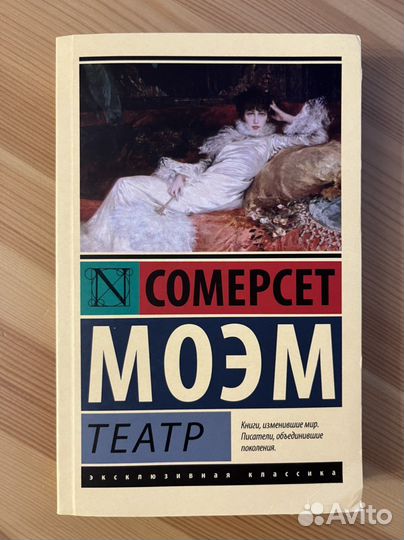 N СОМЕРСЕТ
МОЭМ
ТЕАТР
Книги, изменившие мир.
Писатели, объединившие
поколения.
эксклюзивная классика
Avito